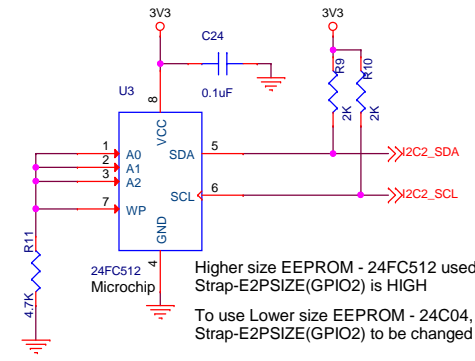 3V3
3V3
C24
0.1uF
R9
2K
R10
2K
U3
8
VCC
1
A0
2
A1
3
A2
7
WP
SDA
5
I2C2_SDA
SCL
6
I2C2_SCL
GND
4
R11
4.7K
24FC512
Microchip
Higher size EEPROM - 24FC512 used
Strap-E2PSIZE(GPIO2) is HIGH
To use Lower size EEPROM - 24C04,
Strap-E2PSIZE(GPIO2) to be changed